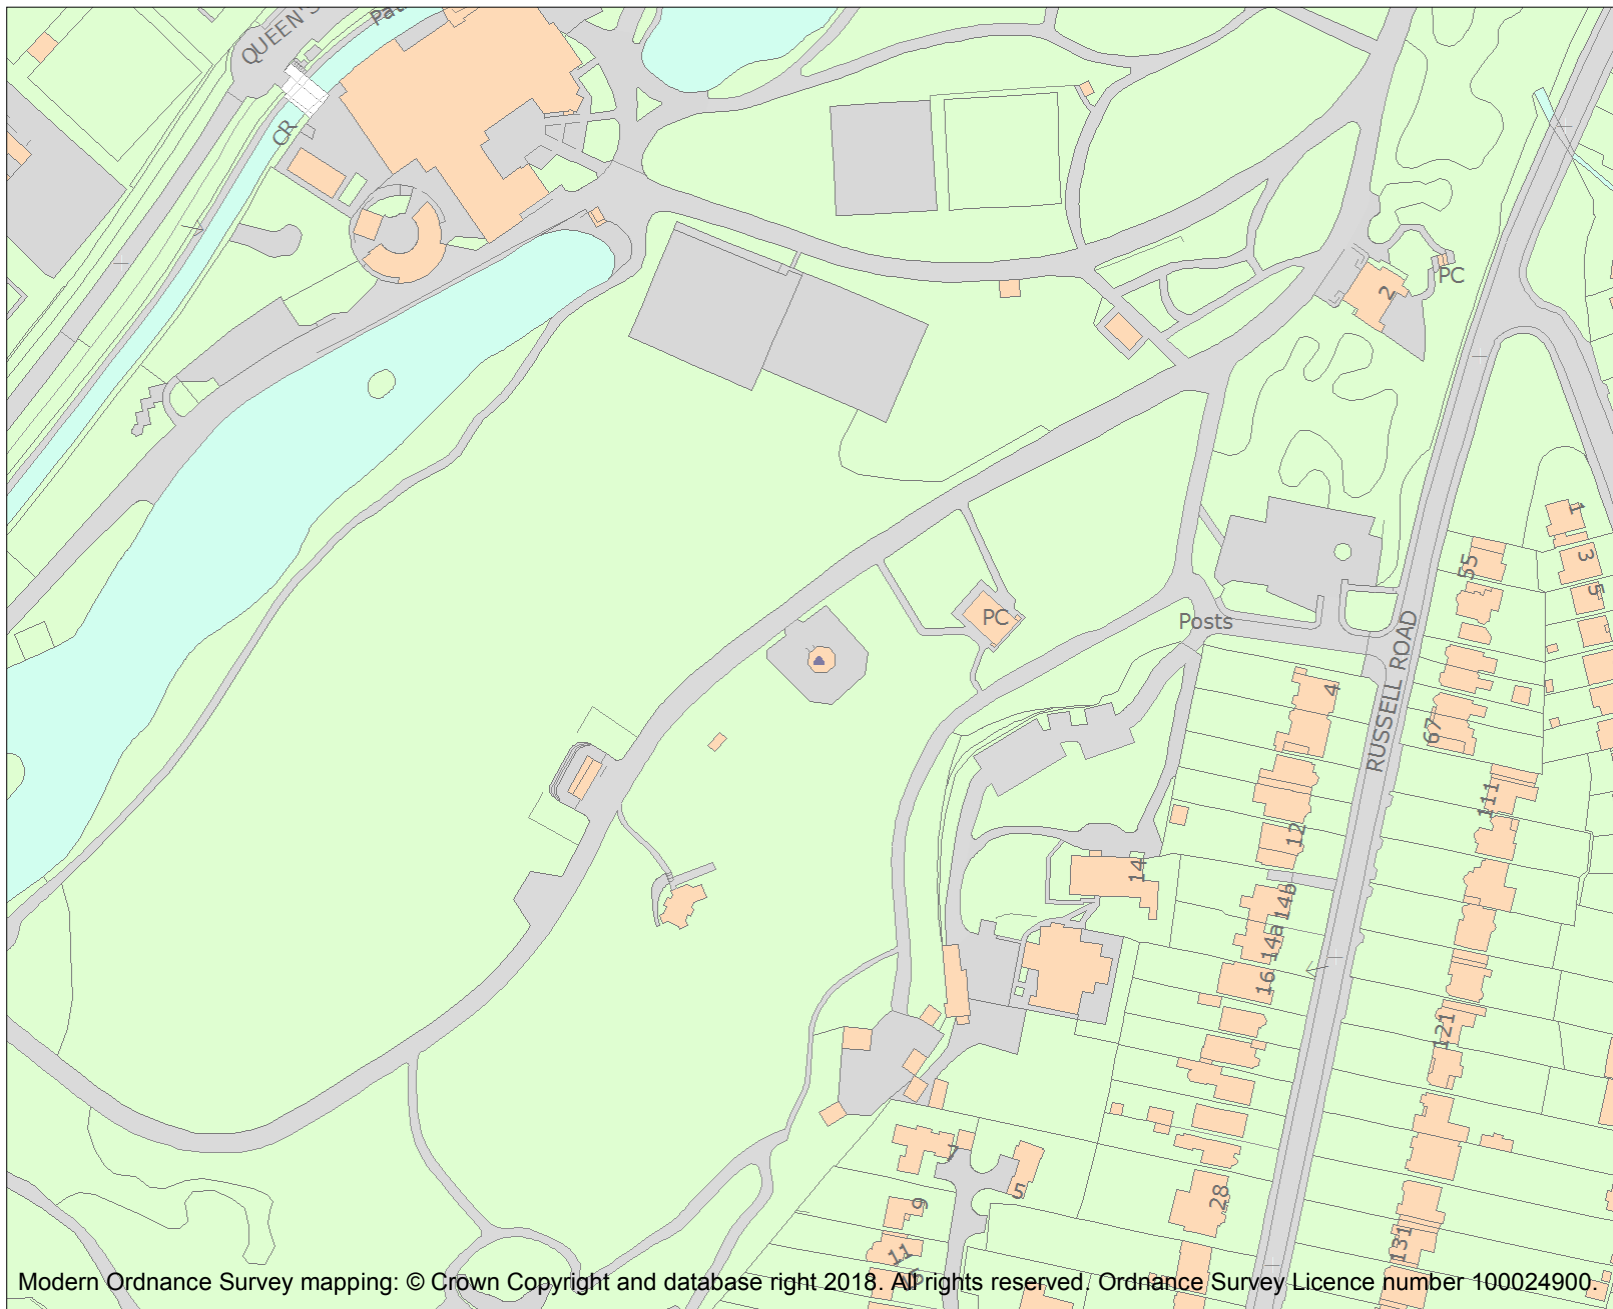 QUEEN'S
Pat
CR
2
PC
1
3
5
55
PC
Posts
RUSSELL ROAD
4
67
111
12
14
14b
14a
16
121
7
5
9
28
11
131
Modern Ordnance Survey mapping: © Crown Copyright and database right 2018. All rights reserved. Ordnance Survey Licence number 100024900.